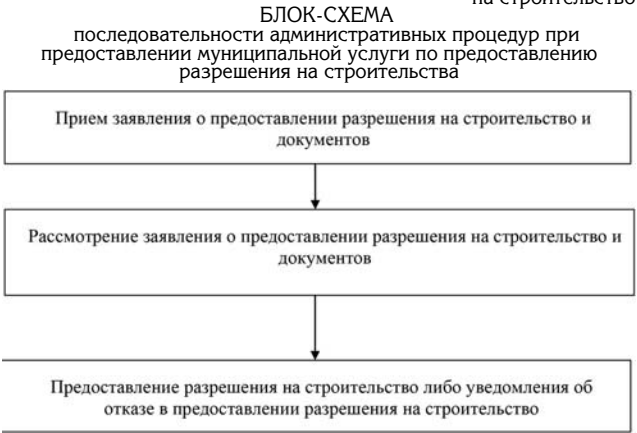 на строительство
БЛОК-СХЕМА
последовательности административных процедур при
предоставлении муниципальной услуги по предоставлению
разрешения на строительства
Прием заявления о предоставлении разрешения на строительство и
документов
Рассмотрение заявления о предоставлении разрешения на строительство и
документов
Предоставление разрешения на строительство либо уведомления об
отказе в предоставлении разрешения на строительство